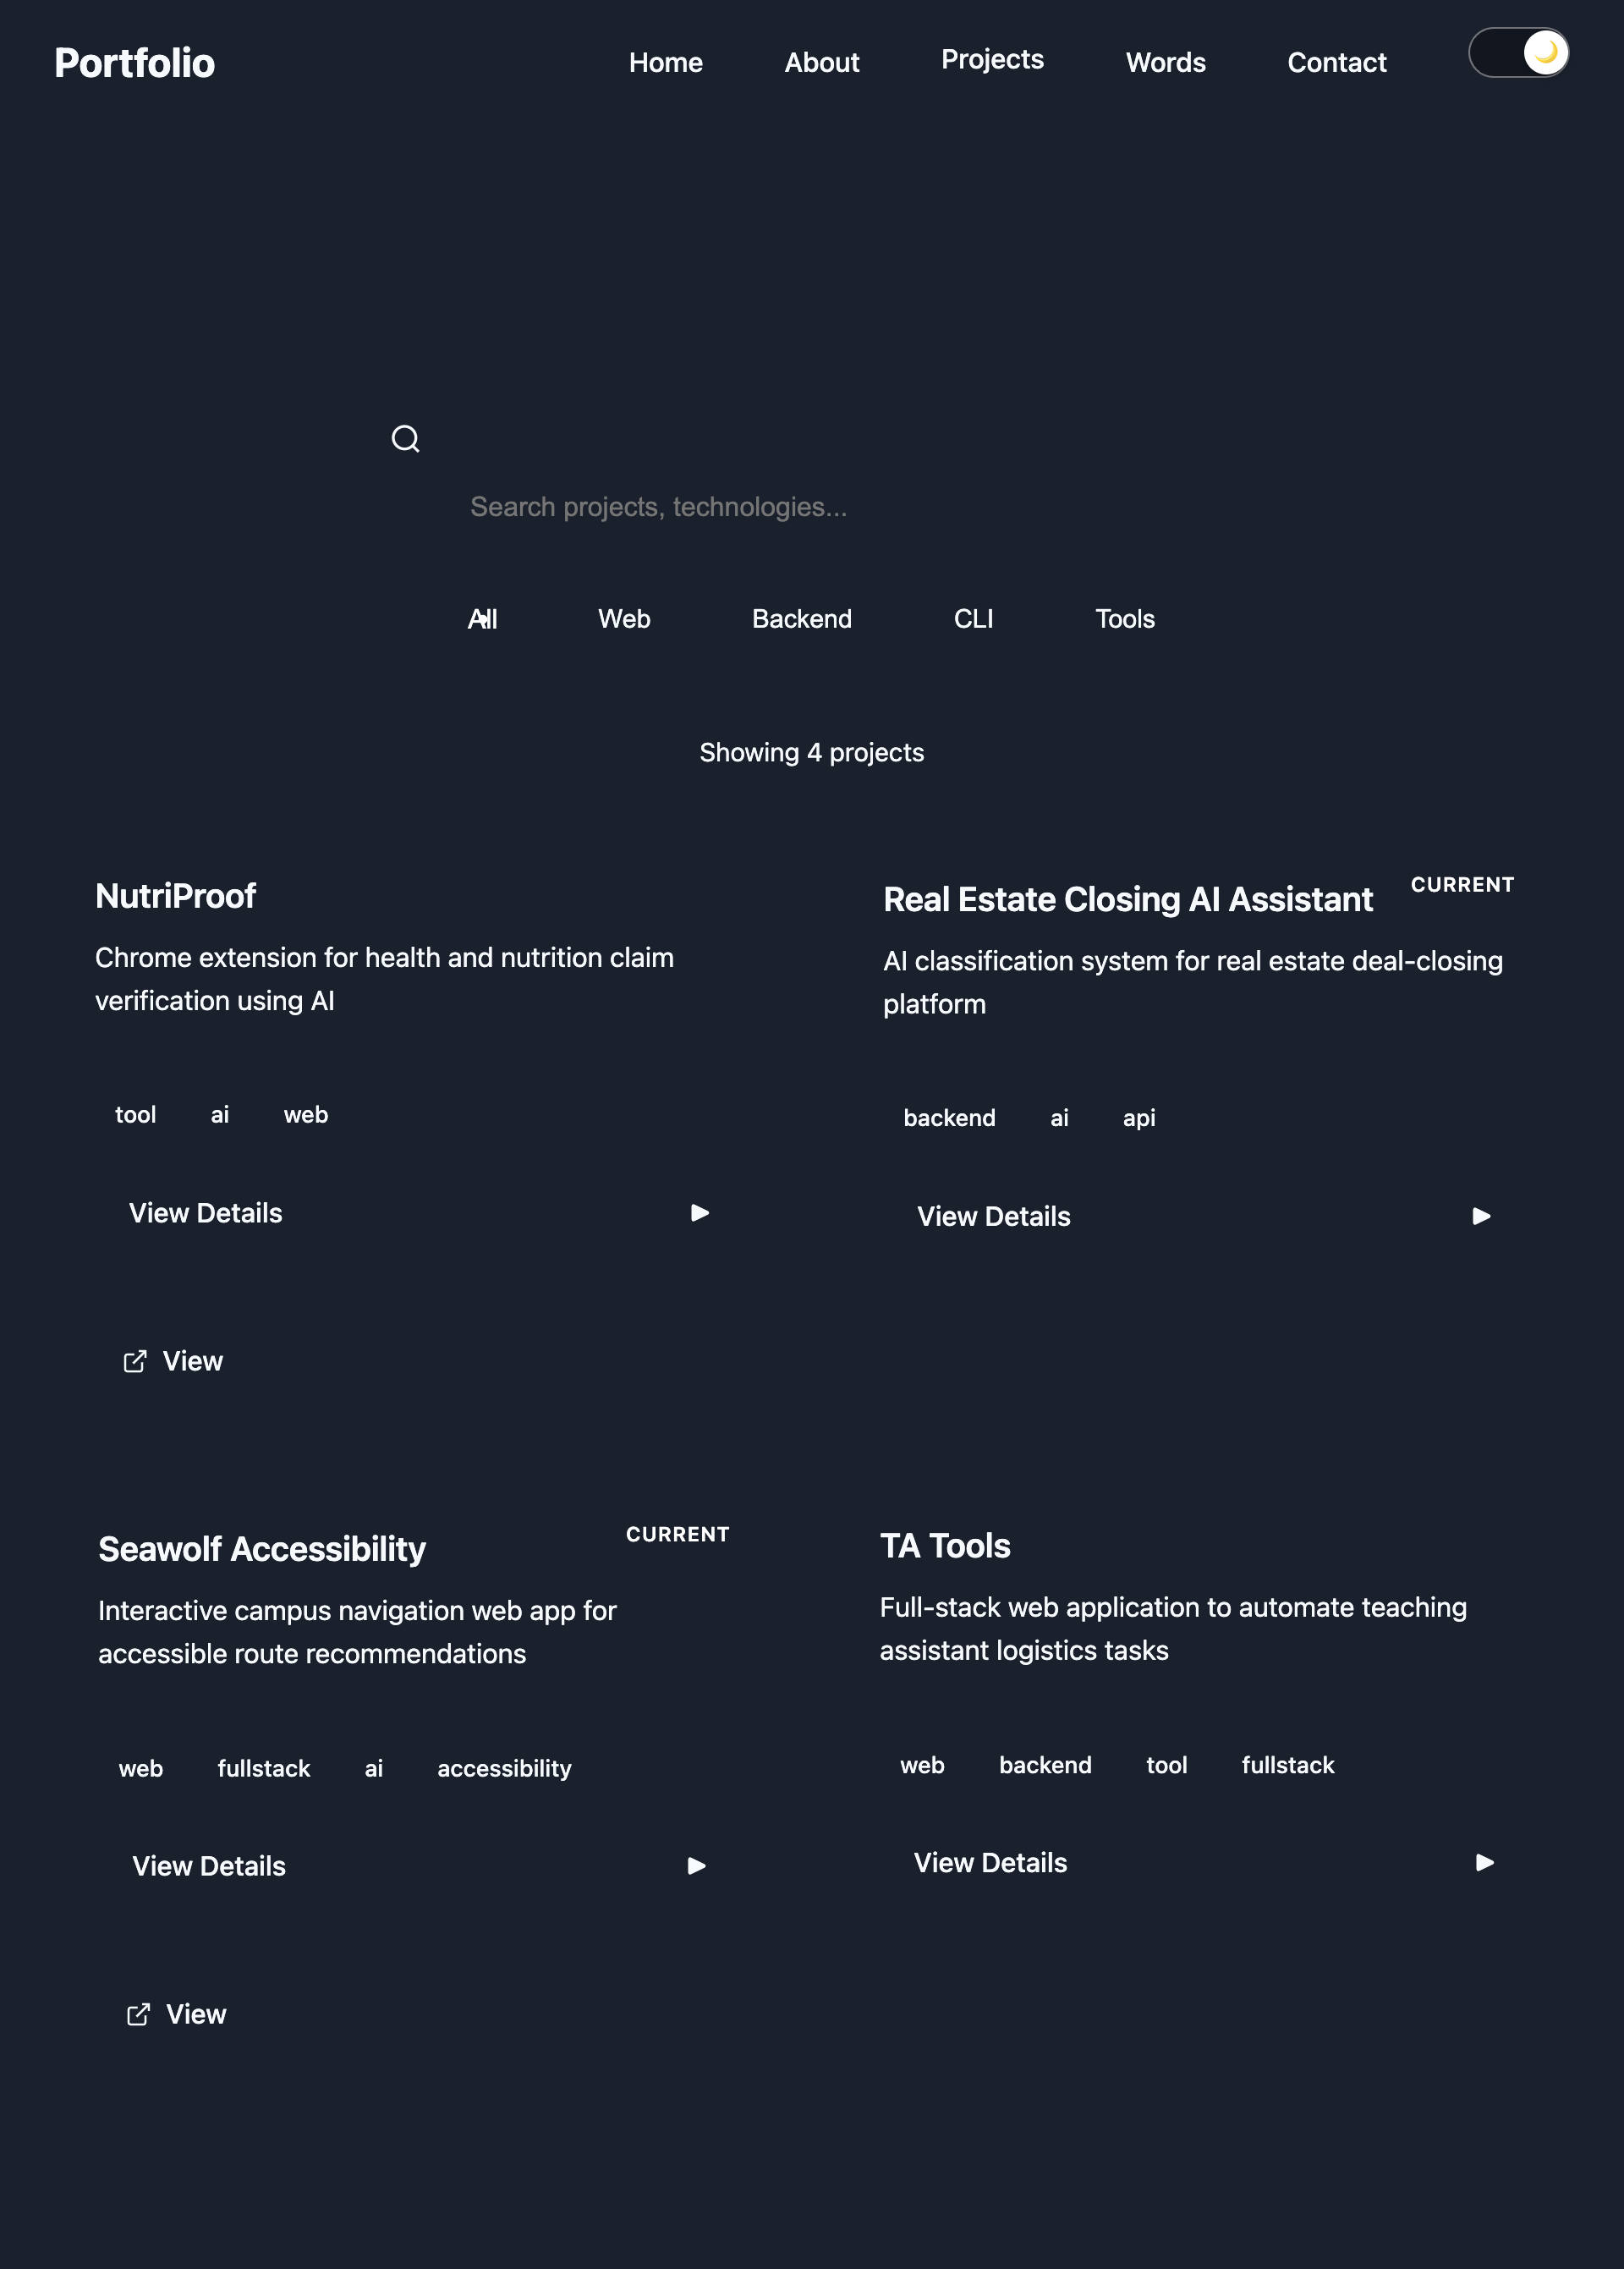 Portfolio
Home About Projects Words Contact
Search projects, technologies...
All Web Backend CLI Tools
Showing 4 projects
NutriProof
Chrome extension for health and nutrition claim
verification using AI
tool ai web
View Details
View
Real Estate Closing AI Assistant
CURRENT
AI classification system for real estate deal-closing
platform
backend ai api
View Details
Seawolf Accessibility
CURRENT
Interactive campus navigation web app for
accessible route recommendations
web fullstack ai accessibility
View Details
View
TA Tools
Full-stack web application to automate teaching
assistant logistics tasks
web backend tool fullstack
View Details